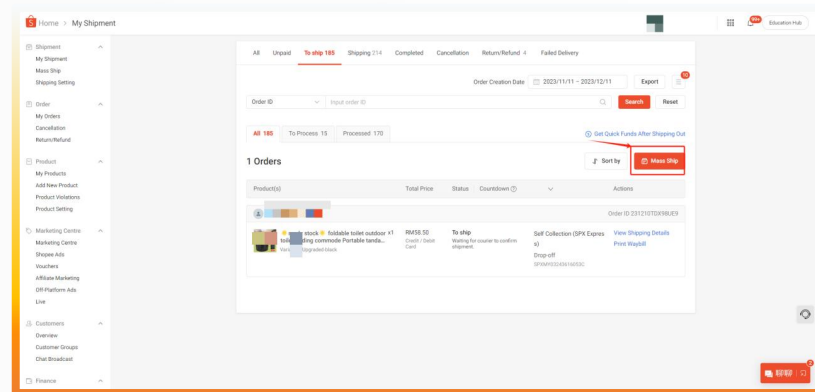 Home > My Shipment
99+
Education Hub
Shipment
My Shipment
Mass Ship
Shipping Setting
Order
My Orders
Cancellation
Return/Refund
Product
My Products
Add New Product
Product Violations
Product Setting
Marketing Centre
Marketing Centre
Shopee Ads
Vouchers
Affiliate Marketing
Off-Platform Ads
Live
Customers
Overview
Customer Groups
Chat Broadcast
Finance
All Unpaid To ship 185 Shipping 214 Completed Cancellation Return/Refund 4 Failed Delivery
Order Creation Date 2023/11/11 - 2023/12/11 Export
Order ID Input order ID Search Reset
All 185 To Process 15 Processed 170 Get Quick Funds After Shipping Out
1 Orders Sort by Mass Ship
Product(s) Total Price Status Countdown Actions
Order ID 231210TDX98UE9
stock foldable toilet outdoor x1 RM58.50 To ship Self Collection (SPX Expres View Shipping Details
ding commode Portable tanda... Credit / Debit Waiting for courier to confirm s) Print Waybill
pgraded black Card shipment Drop-off
2